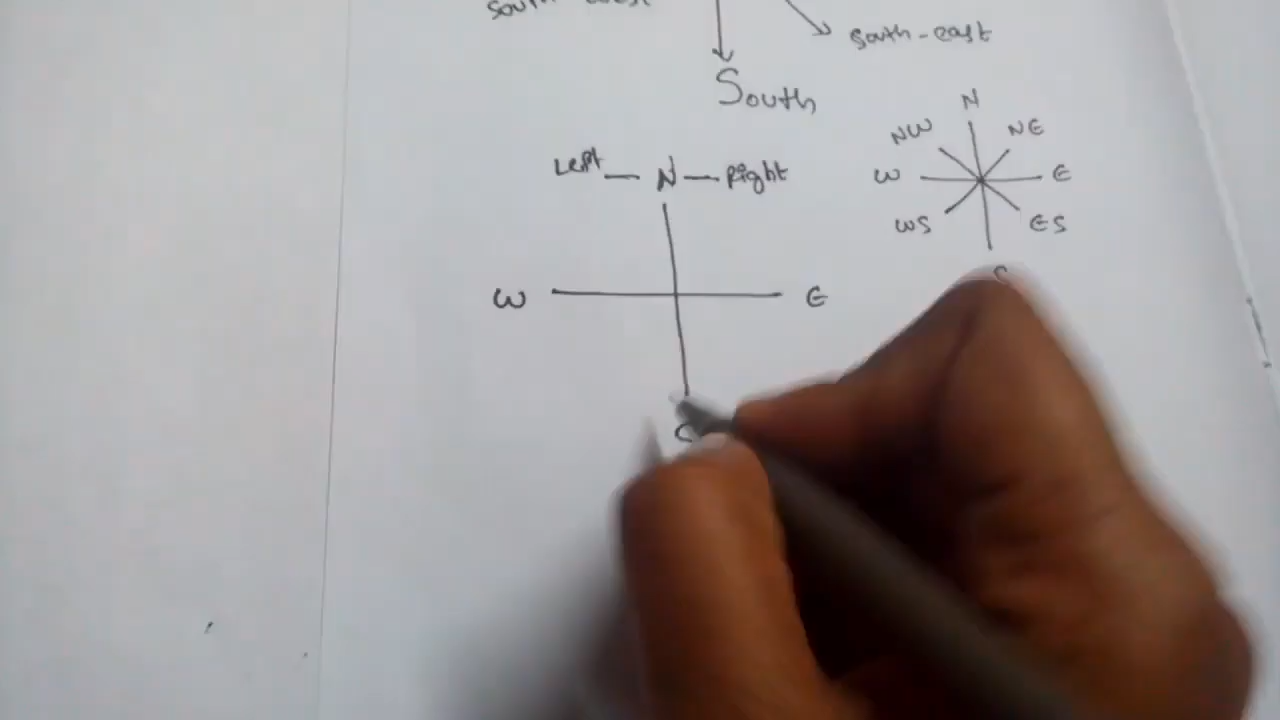 south-east
South
N
NW NE
Left N Right
W E
WS ES
W E